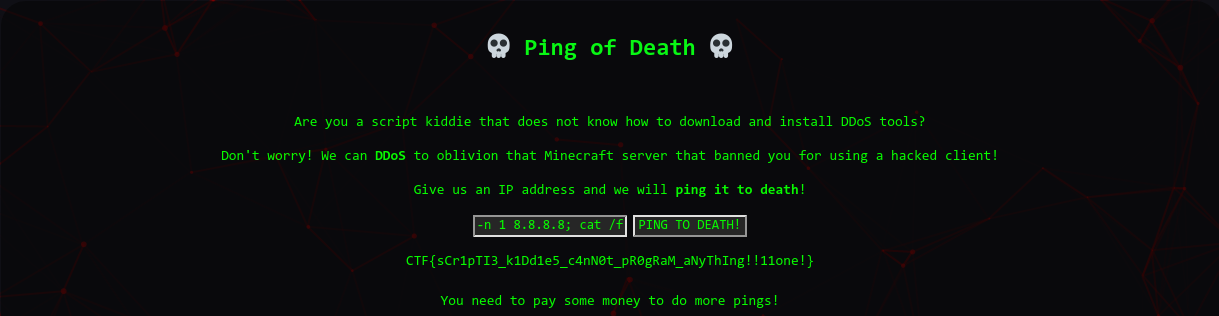 💀 Ping of Death 💀
Are you a script kiddie that does not know how to download and install DDoS tools?
Don't worry! We can DDoS to oblivion that Minecraft server that banned you for using a hacked client!
Give us an IP address and we will ping it to death!
-n 1 8.8.8.8; cat /f PING TO DEATH!
CTF{sCr1pTI3_k1Dd1e5_c4nN0t_pR0gRaM_aNyThIng!!11one!}
You need to pay some money to do more pings!